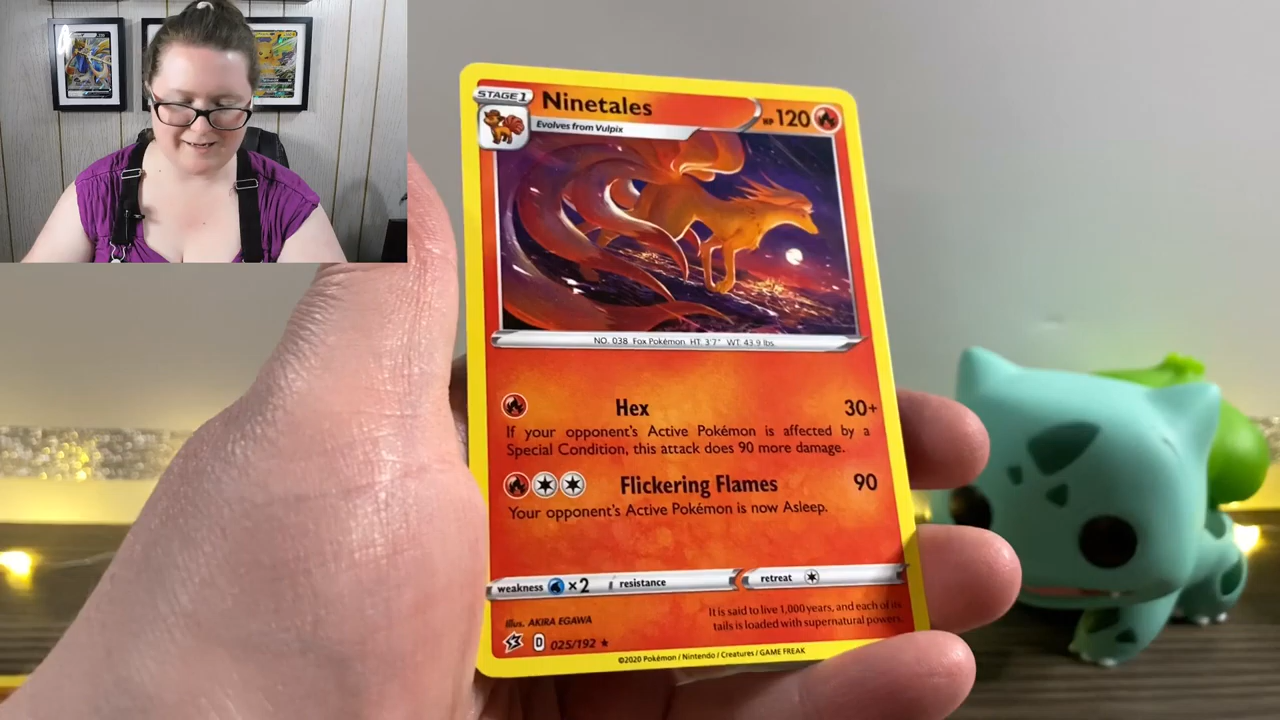 STAGE 1
Ninetales
HP 120
Evolves from Vulpix
NO. 038 Fox Pokémon HT: 3'7" WT: 43.9 lbs
Hex 30+
If your opponent's Active Pokémon is affected by a
Special Condition, this attack does 90 more damage.
Flickering Flames 90
Your opponent's Active Pokémon is now Asleep.
weakness ×2 resistance retreat
Illus. AKIRA EGAWA
It is said to live 1,000 years, and each of its
tails is loaded with supernatural powers.
D 025/192 ★
©2020 Pokémon / Nintendo / Creatures / GAME FREAK